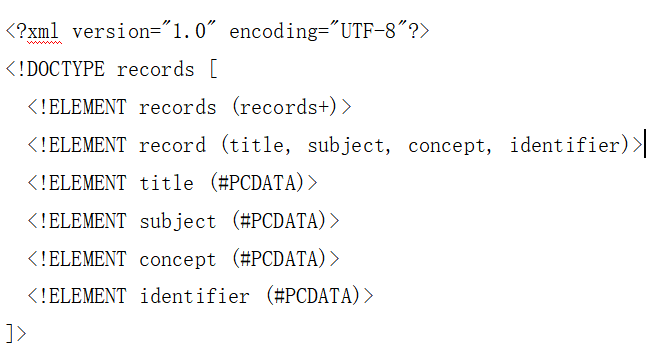 <?xml version="1.0" encoding="UTF-8"?>
<!DOCTYPE records [
<!ELEMENT records (records+)>
<!ELEMENT record (title, subject, concept, identifier)>
<!ELEMENT title (#PCDATA)>
<!ELEMENT subject (#PCDATA)>
<!ELEMENT concept (#PCDATA)>
<!ELEMENT identifier (#PCDATA)>
]>